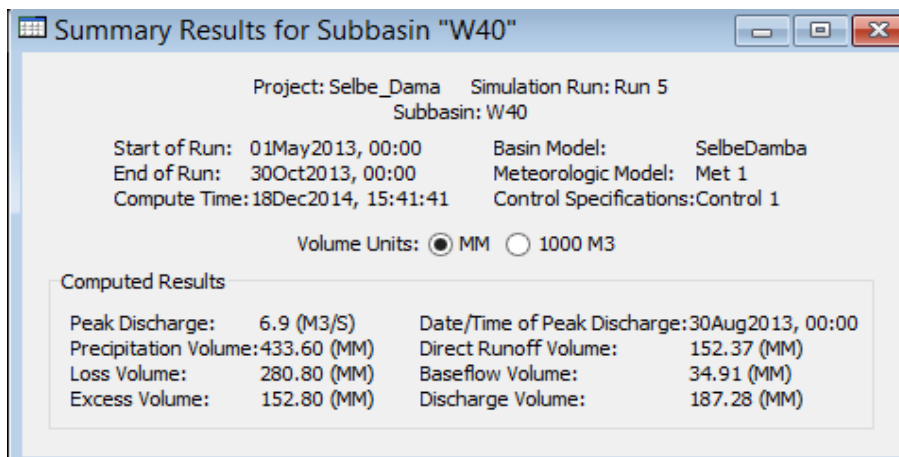 Summary Results for Subbasin "W40"
Project: Selbe_Dama Simulation Run: Run 5
Subbasin: W40
Start of Run: 01May2013, 00:00 Basin Model: SelbeDamba
End of Run: 30Oct2013, 00:00 Meteorologic Model: Met 1
Compute Time:18Dec2014, 15:41:41 Control Specifications:Control 1
Volume Units: MM 1000 M3
Computed Results
Peak Discharge: 6.9 (M3/S) Date/Time of Peak Discharge:30Aug2013, 00:00
Precipitation Volume:433.60 (MM) Direct Runoff Volume: 152.37 (MM)
Loss Volume: 280.80 (MM) Baseflow Volume: 34.91 (MM)
Excess Volume: 152.80 (MM) Discharge Volume: 187.28 (MM)